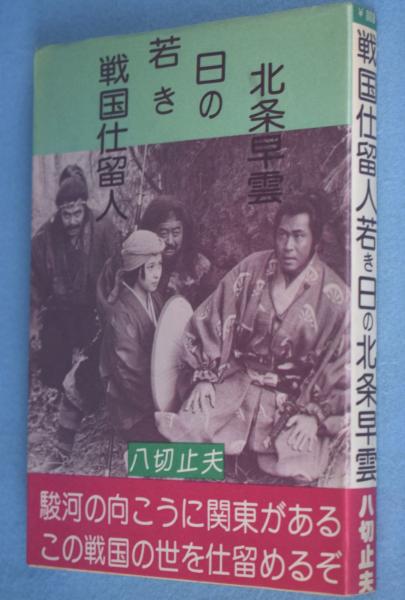 北条早雲
若き
日の
戦国仕留人
八切止夫
駿河の向こうに関東がある
この戦国の世を仕留めるぞ
戦国仕留人若き日の北条早雲
八切止夫